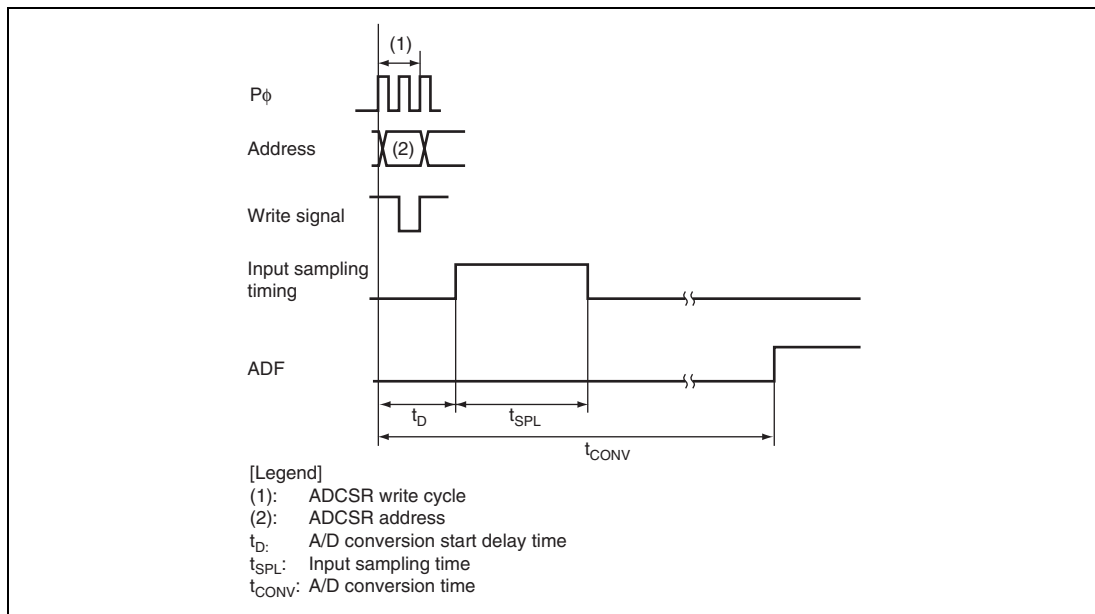 (1)
Pϕ
Address
(2)
Write signal
Input sampling
timing
ADF
tD
tSPL
tCONV
[Legend]
(1): ADCSR write cycle
(2): ADCSR address
tD: A/D conversion start delay time
tSPL: Input sampling time
tCONV: A/D conversion time